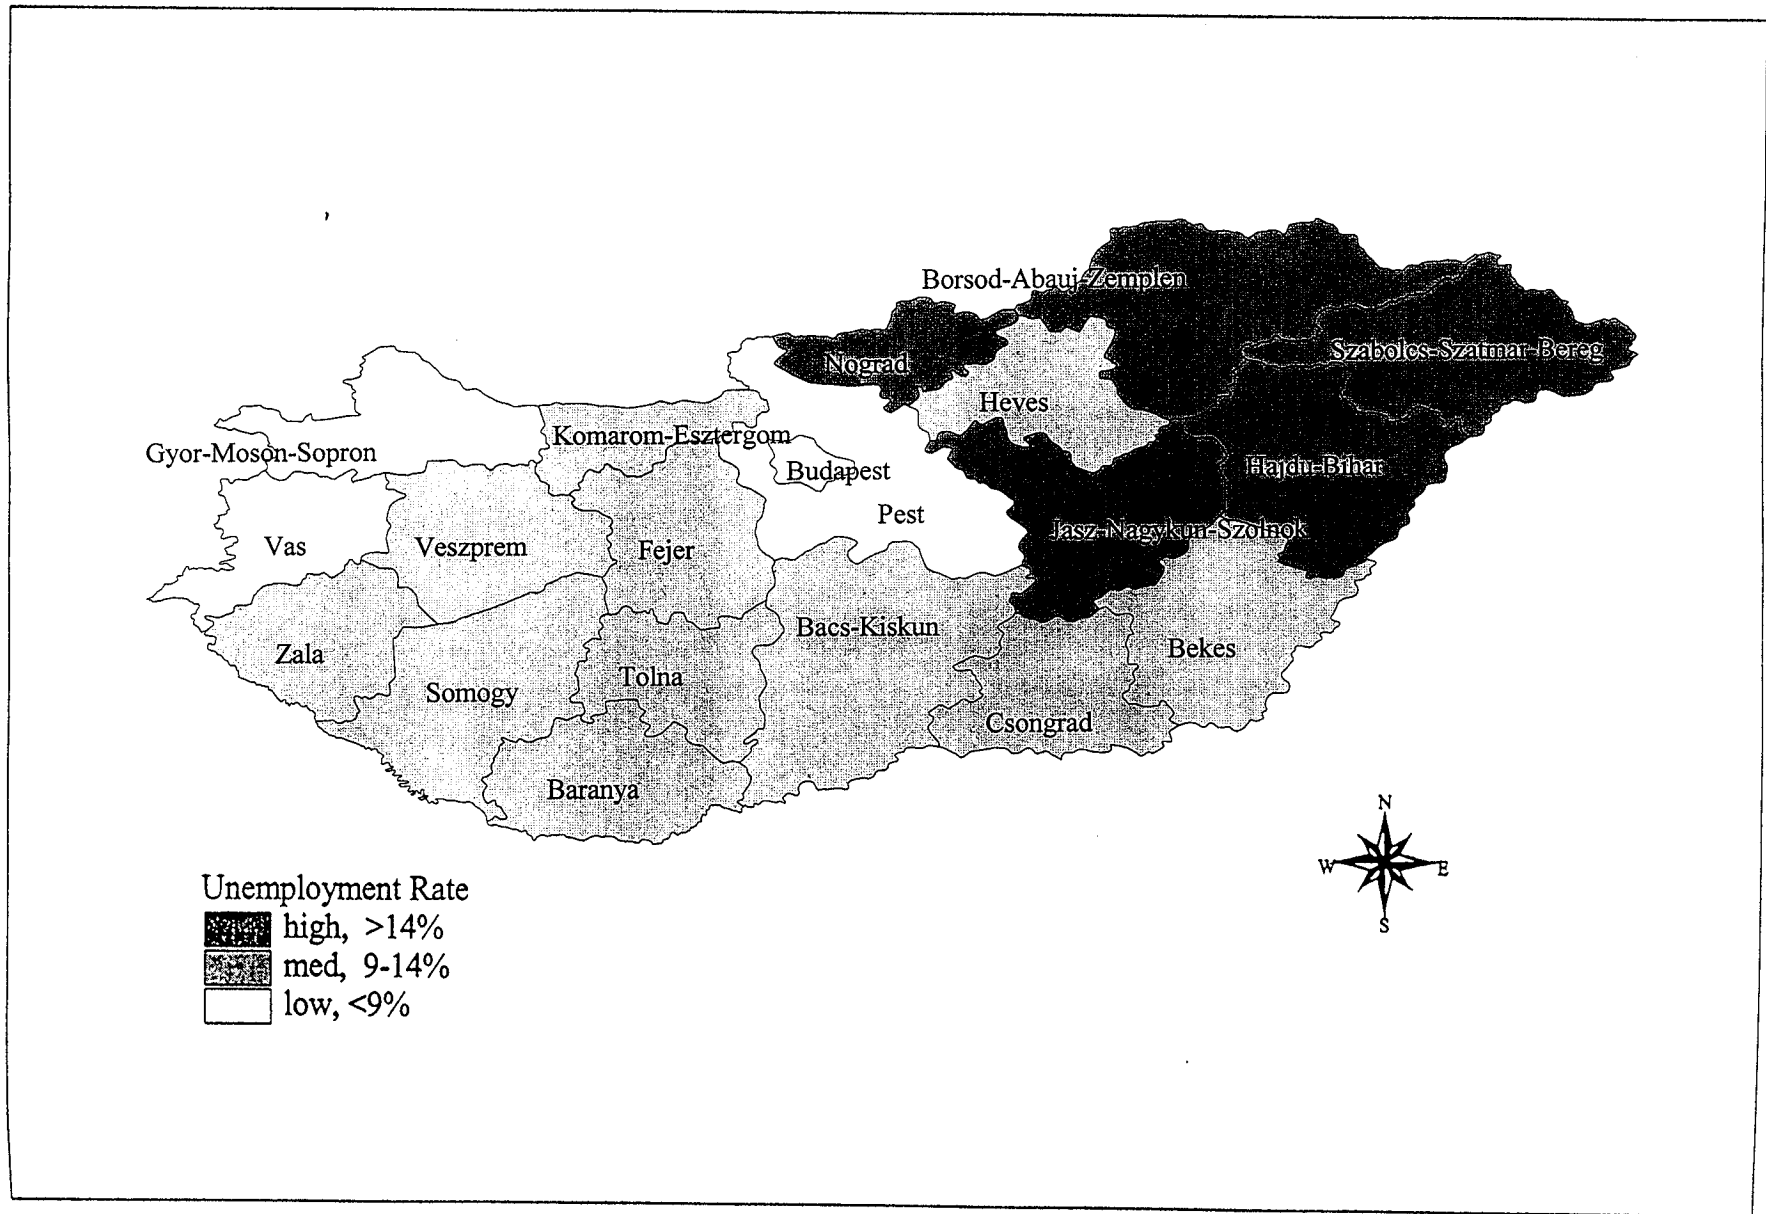 Borsod-Abauj-Zemplen
Nograd
Szabolcs-Szatmar-Bereg
Heves
Komarom-Esztergom
Gyor-Moson-Sopron
Budapest
Hajdu-Bihar
Pest
Jasz-Nagykun-Szolnok
Vas
Veszprem
Fejer
Bacs-Kiskun
Zala
Tolna
Bekes
Somogy
Csongrad
Baranya
N
W
E
S
Unemployment Rate
high, >14%
med, 9-14%
low, <9%